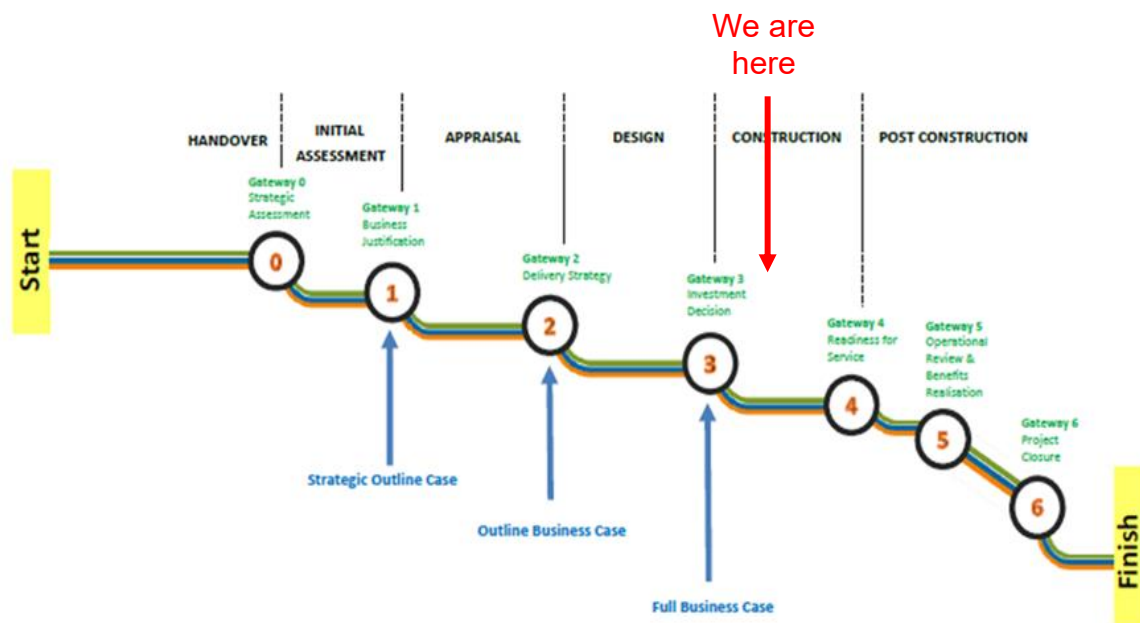 We are
here
HANDOVER
INITIAL
ASSESSMENT
APPRAISAL
DESIGN
CONSTRUCTION
POST CONSTRUCTION
Start
Gateway 0
Strategic
Assessment
Gateway 1
Business
Justification
Gateway 2
Delivery Strategy
Gateway 3
Investment
Decision
Gateway 4
Readiness for
Service
Gateway 5
Operational
Review &
Benefits
Realisation
Gateway 6
Project
Closure
0
1
2
3
4
5
6
Strategic Outline Case
Outline Business Case
Full Business Case
Finish